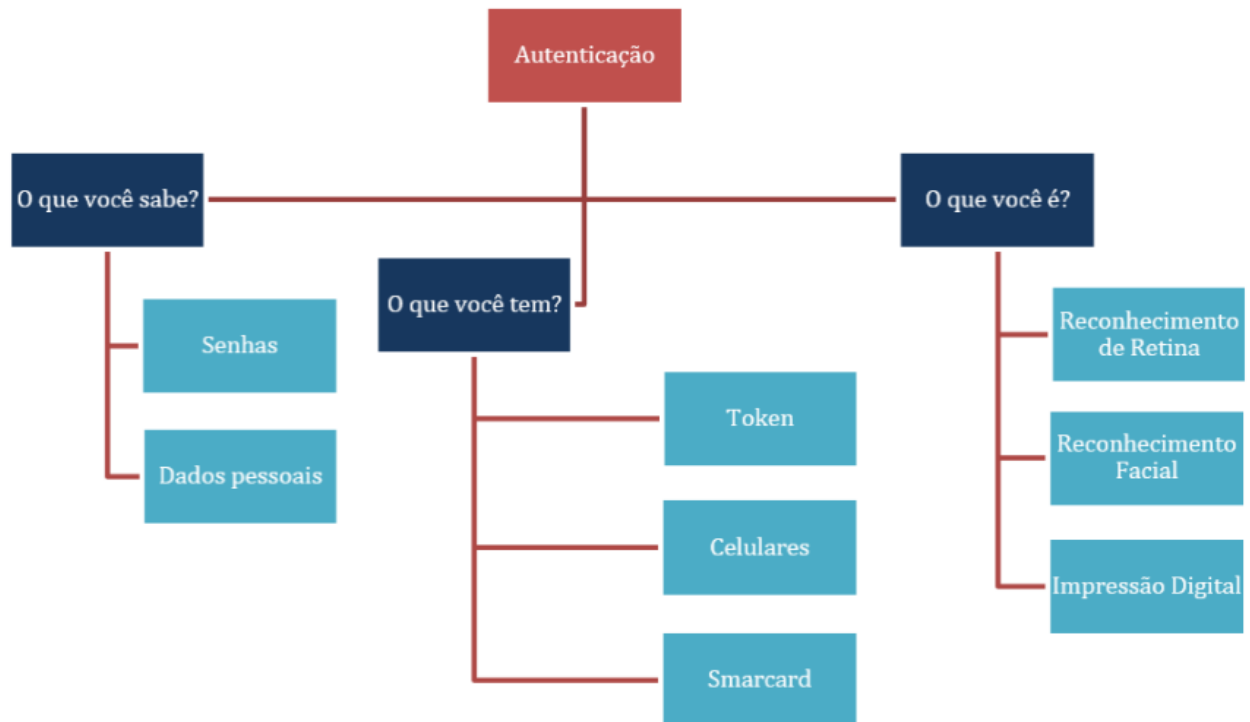 Autenticação
O que você sabe?
Senhas
Dados pessoais
O que você tem?
Token
Celulares
Smarcard
O que você é?
Reconhecimento
de Retina
Reconhecimento
Facial
Impressão Digital